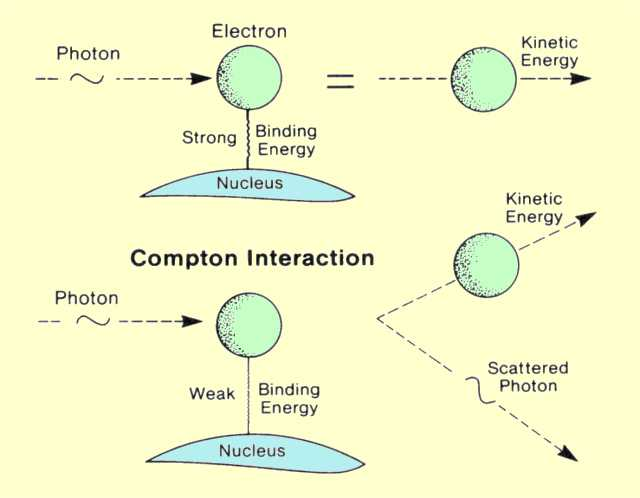 Electron
Photon
Kinetic
Energy
=
Strong
Binding
Energy
Nucleus
Kinetic
Energy
Compton Interaction
Photon
Scattered
Photon
Weak
Binding
Energy
Nucleus